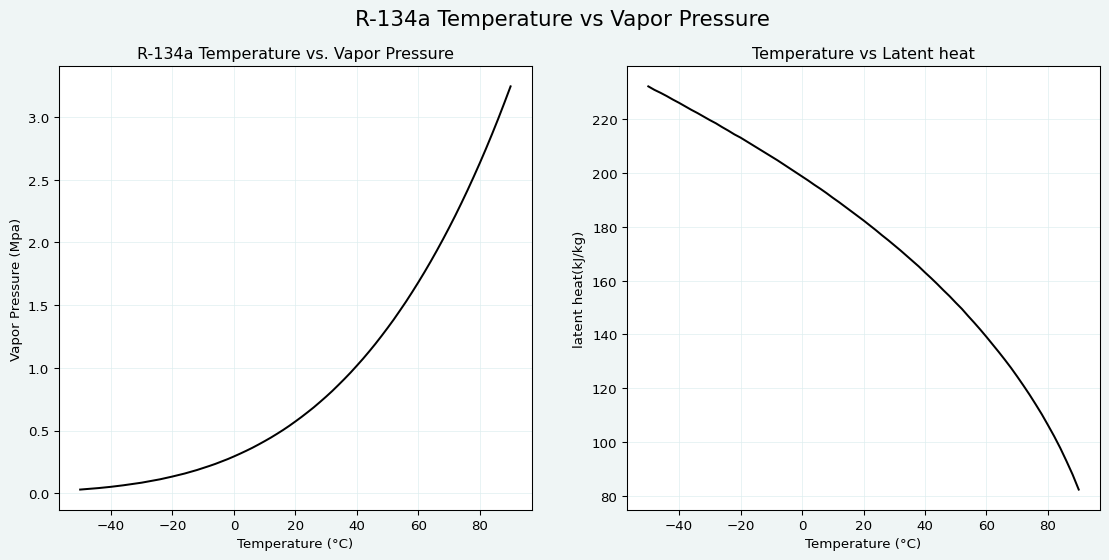 R-134a Temperature vs Vapor Pressure
R-134a Temperature vs. Vapor Pressure
Vapor Pressure (Mpa)
3.0
2.5
2.0
1.5
1.0
0.5
0.0
−40 −20 0 20 40 60 80
Temperature (°C)
Temperature vs Latent heat
latent heat(kJ/kg)
220
200
180
160
140
120
100
80
−40 −20 0 20 40 60 80
Temperature (°C)